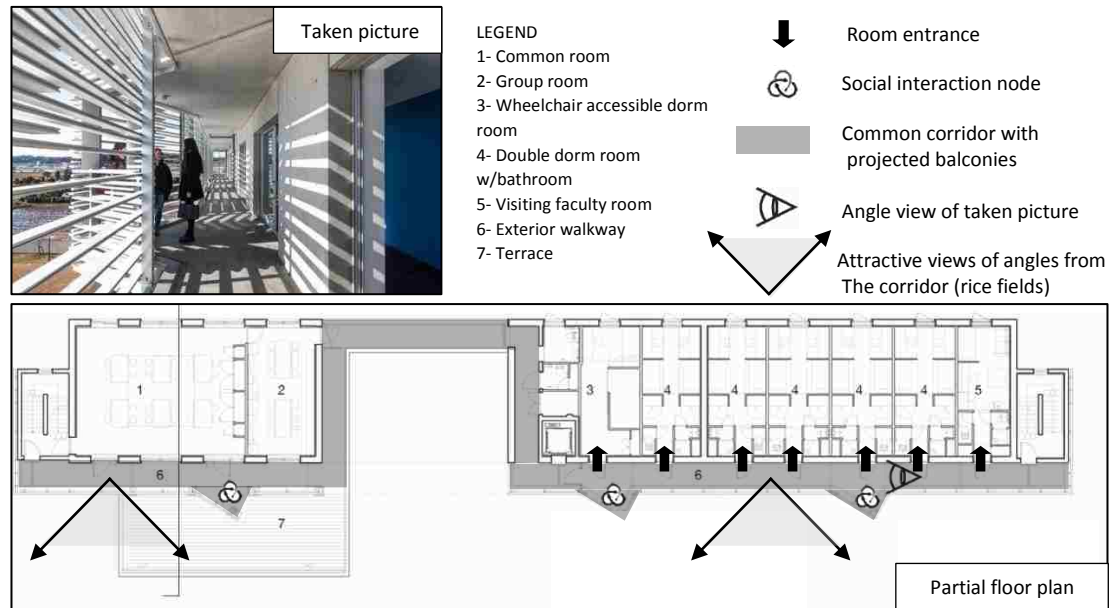 Taken picture
LEGEND
1- Common room
2- Group room
3- Wheelchair accessible dorm
room
4- Double dorm room
w/bathroom
5- Visiting faculty room
6- Exterior walkway
7- Terrace
Room entrance
Social interaction node
Common corridor with
projected balconies
Angle view of taken picture
Attractive views of angles from
The corridor (rice fields)
1
2
3
4
4
4
4
4
5
6
6
7
Partial floor plan